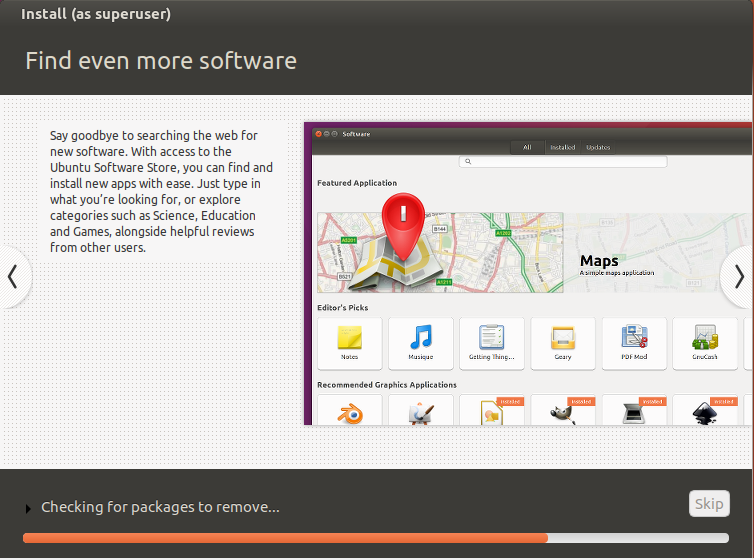 Install (as superuser)
Find even more software
Say goodbye to searching the web for
new software. With access to the
Ubuntu Software Store, you can find and
install new apps with ease. Just type in
what you're looking for, or explore
categories such as Science, Education
and Games, alongside helpful reviews
from other users.
Software
All Installed Updates
Featured Application
A5201
B144
A1202
B521
A1211
Maps
A simple maps application
Editor's Picks
Notes Musique Getting Thing... Geary PDF Mod GnuCash
Recommended Graphics Applications
Installed Installed Installed Installed
Checking for packages to remove...
Skip